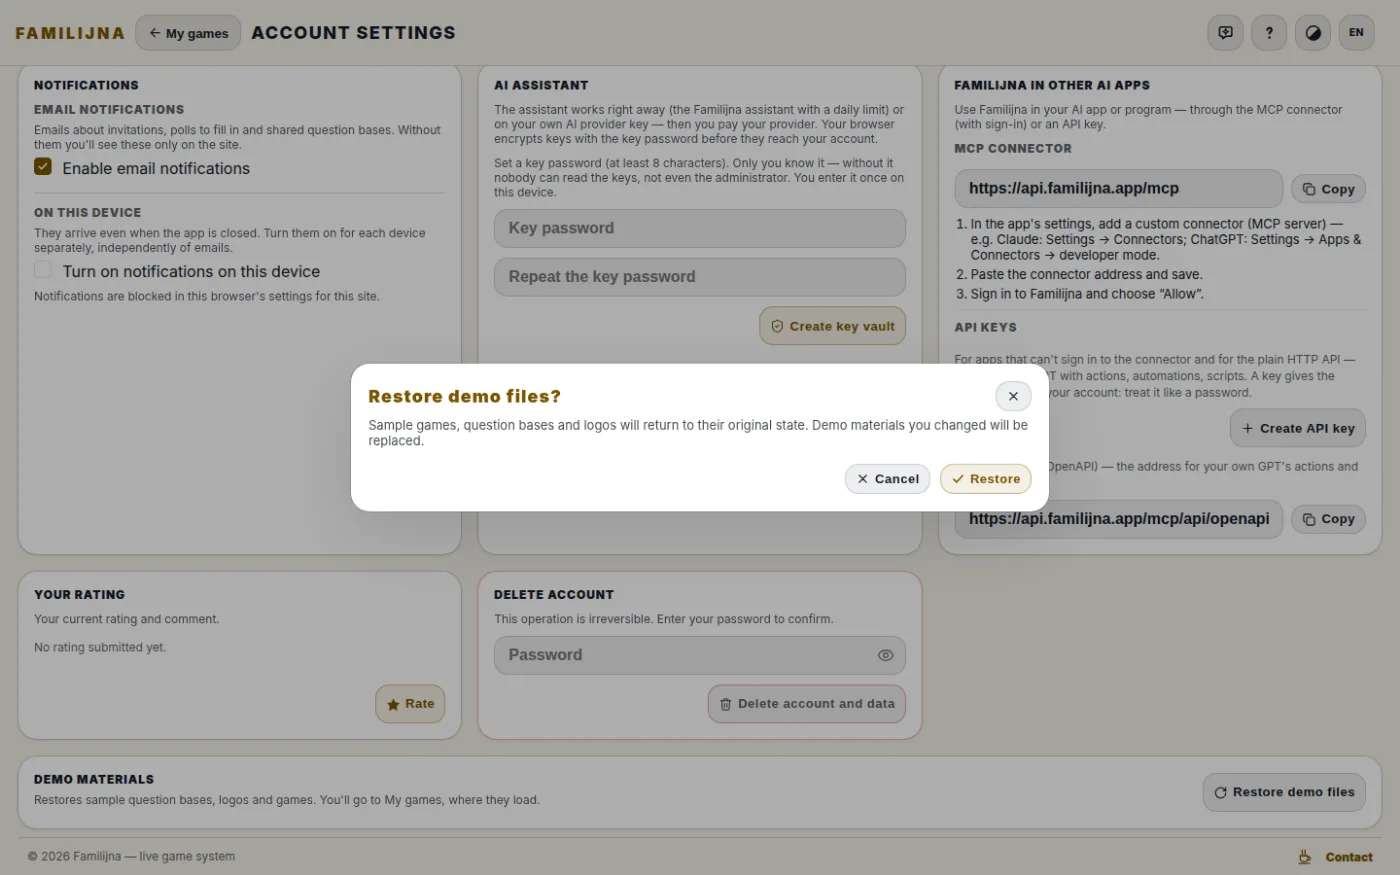 FAMILIJNA
My games
ACCOUNT SETTINGS
?
EN
NOTIFICATIONS
EMAIL NOTIFICATIONS
Emails about invitations, polls to fill in and shared question bases. Without
them you'll see these only on the site.
Enable email notifications
ON THIS DEVICE
They arrive even when the app is closed. Turn them on for each device
separately, independently of emails.
Turn on notifications on this device
Notifications are blocked in this browser's settings for this site.
AI ASSISTANT
The assistant works right away (the Familijna assistant with a daily limit) or
on your own AI provider key — then you pay your provider. Your browser
encrypts keys with the key password before they reach your account.
Set a key password (at least 8 characters). Only you know it — without it
nobody can read the keys, not even the administrator. You enter it once on
this device.
Key password
Repeat the key password
Create key vault
FAMILIJNA IN OTHER AI APPS
Use Familijna in your AI app or program — through the MCP connector
(with sign-in) or an API key.
MCP CONNECTOR
https://api.familijna.app/mcp
Copy
1. In the app's settings, add a custom connector (MCP server) —
e.g. Claude: Settings → Connectors; ChatGPT: Settings → Apps &
Connectors → developer mode.
2. Paste the connector address and save.
3. Sign in to Familijna and choose “Allow”.
API KEYS
For apps that can't sign in to the connector and for the plain HTTP API —
T with actions, automations, scripts. A key gives the
your account: treat it like a password.
Create API key
OpenAPI) — the address for your own GPT's actions and
https://api.familijna.app/mcp/api/openapi
Copy
Restore demo files?
Sample games, question bases and logos will return to their original state. Demo materials you changed will be
replaced.
Cancel
Restore
YOUR RATING
Your current rating and comment.
No rating submitted yet.
Rate
DELETE ACCOUNT
This operation is irreversible. Enter your password to confirm.
Password
Delete account and data
DEMO MATERIALS
Restores sample question bases, logos and games. You'll go to My games, where they load.
Restore demo files
© 2026 Familijna — live game system
Contact